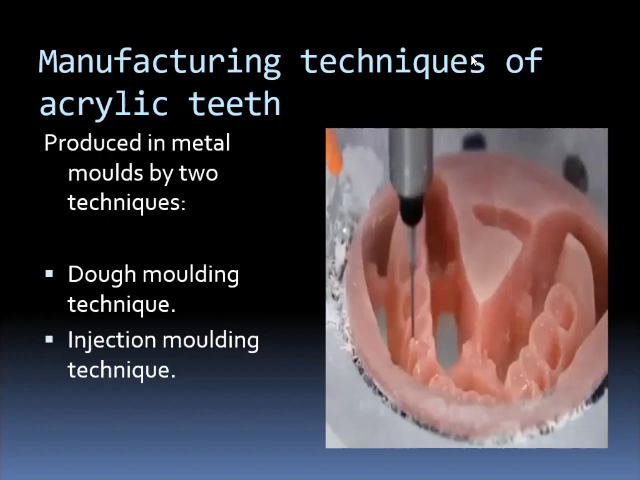 Manufacturing techniques of
acrylic teeth
Produced in metal
moulds by two
techniques:
▪ Dough moulding
technique.
▪ Injection moulding
technique.